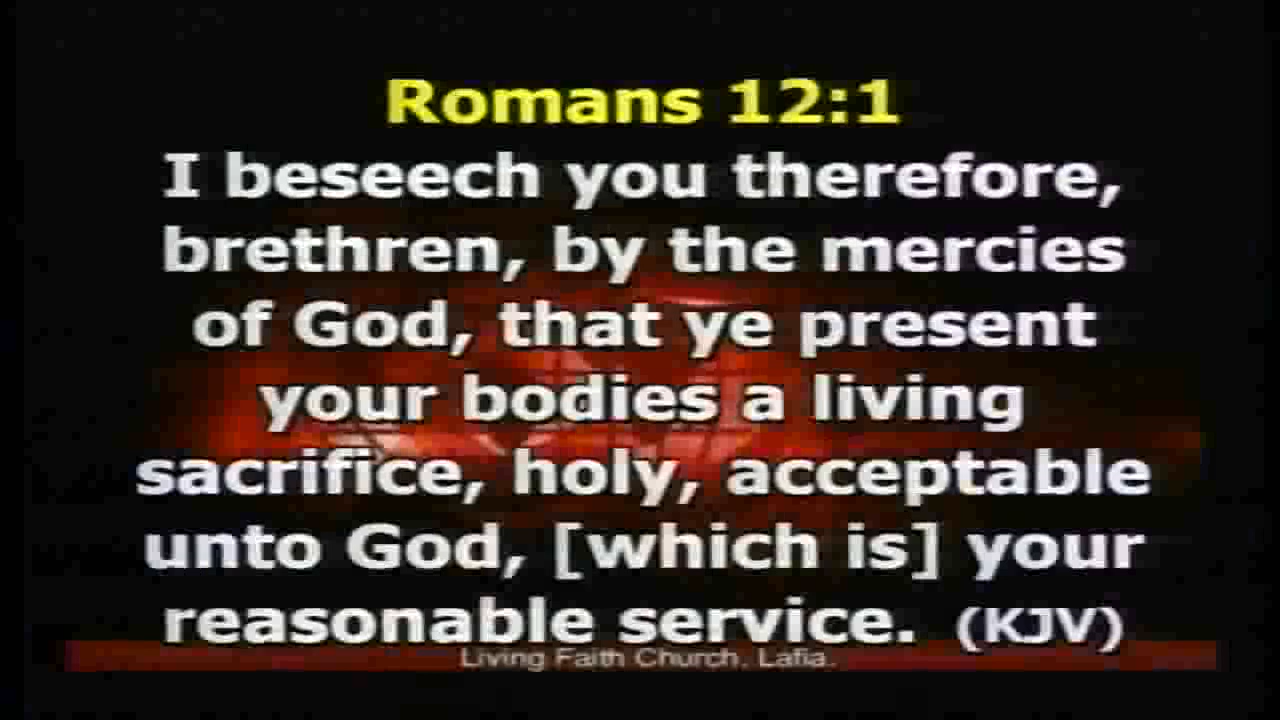 Romans 12:1
I beseech you therefore,
brethren, by the mercies
of God, that ye present
your bodies a living
sacrifice, holy, acceptable
unto God, [which is] your
reasonable service. (KJV)
Living Faith Church. Lafia.